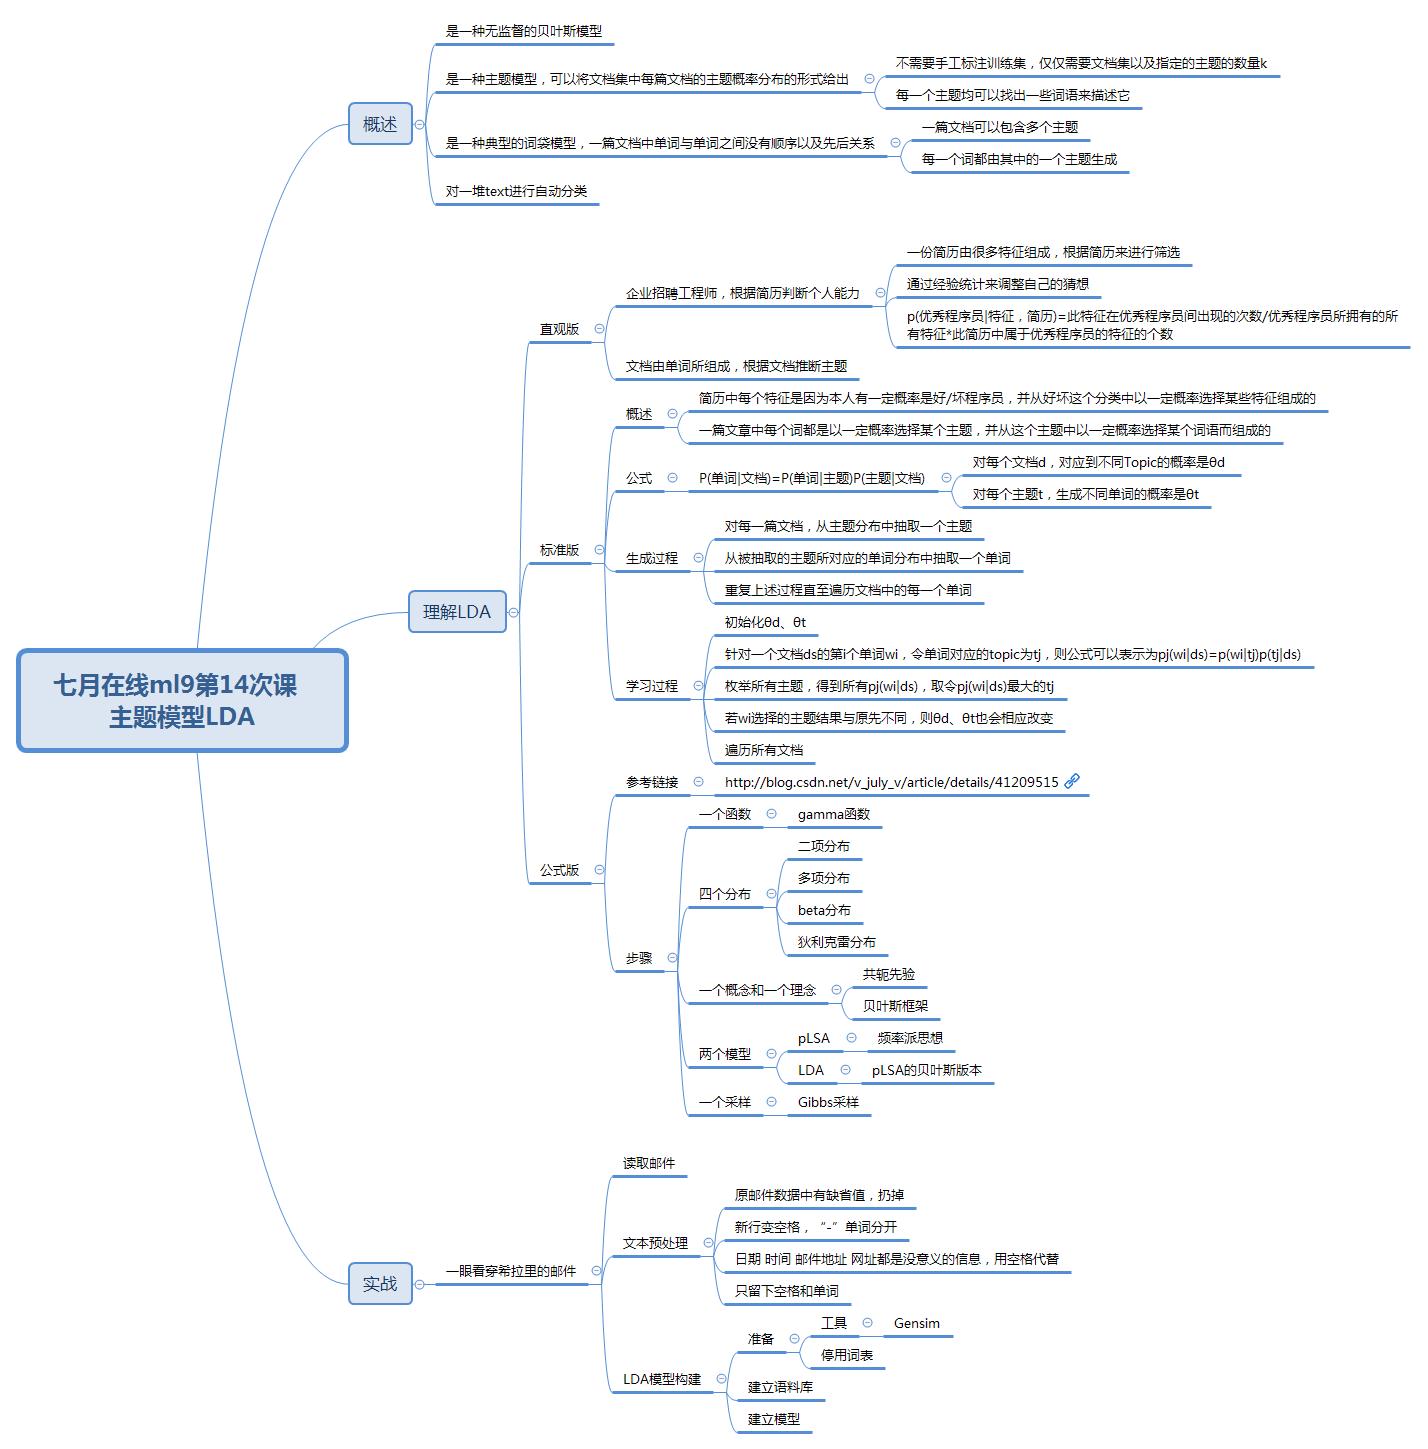 七月在线ml9第14次课
主题模型LDA
概述
是一种无监督的贝叶斯模型
是一种主题模型，可以将文档集中每篇文档的主题概率分布的形式给出
不需要手工标注训练集，仅仅需要文档集以及指定的主题的数量k
每一个主题均可以找出一些词语来描述它
是一种典型的词袋模型，一篇文档中单词与单词之间没有顺序以及先后关系
一篇文档可以包含多个主题
每一个词都由其中的一个主题生成
对一堆text进行自动分类
理解LDA
直观版
企业招聘工程师，根据简历判断个人能力
一份简历由很多特征组成，根据简历来进行筛选
通过经验统计来调整自己的猜想
p(优秀程序员|特征，简历)=此特征在优秀程序员间出现的次数/优秀程序员所拥有的所
有特征*此简历中属于优秀程序员的特征的个数
文档由单词所组成，根据文档推断主题
标准版
概述
简历中每个特征是因为本人有一定概率是好/坏程序员，并从好坏这个分类中以一定概率选择某些特征组成的
一篇文章中每个词都是以一定概率选择某个主题，并从这个主题中以一定概率选择某个词语而组成的
公式
P(单词|文档)=P(单词|主题)P(主题|文档)
对每个文档d，对应到不同Topic的概率是θd
对每个主题t，生成不同单词的概率是θt
生成过程
对每一篇文档，从主题分布中抽取一个主题
从被抽取的主题所对应的单词分布中抽取一个单词
重复上述过程直至遍历文档中的每一个单词
学习过程
初始化θd、θt
针对一个文档ds的第i个单词wi，令单词对应的topic为tj，则公式可以表示为pj(wi|ds)=p(wi|tj)p(tj|ds)
枚举所有主题，得到所有pj(wi|ds)，取令pj(wi|ds)最大的tj
若wi选择的主题结果与原先不同，则θd、θt也会相应改变
遍历所有文档
公式版
参考链接
http://blog.csdn.net/v_july_v/article/details/41209515
步骤
一个函数
gamma函数
四个分布
二项分布
多项分布
beta分布
狄利克雷分布
一个概念和一个理念
共轭先验
贝叶斯框架
两个模型
pLSA
频率派思想
LDA
pLSA的贝叶斯版本
一个采样
Gibbs采样
实战
一眼看穿希拉里的邮件
读取邮件
文本预处理
原邮件数据中有缺省值，扔掉
新行变空格，“-”单词分开
日期 时间 邮件地址 网址都是没意义的信息，用空格代替
只留下空格和单词
LDA模型构建
准备
工具
Gensim
停用词表
建立语料库
建立模型